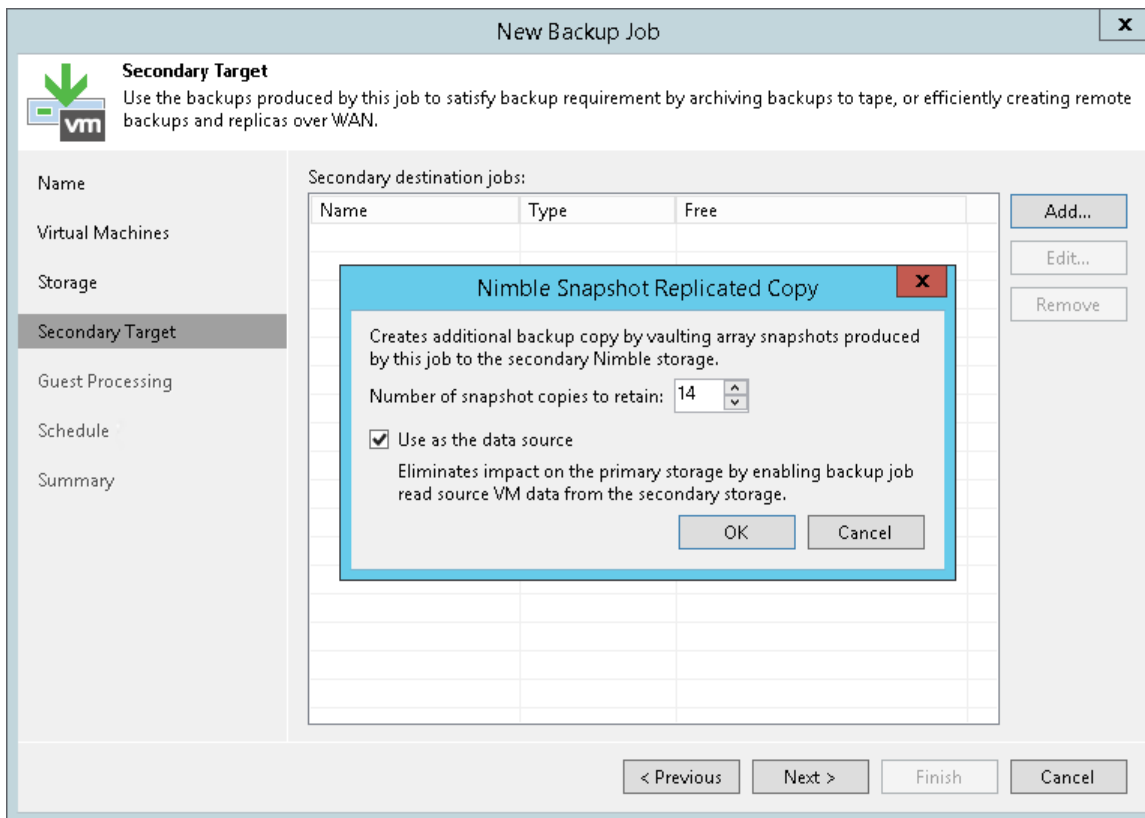 New Backup Job
x
Secondary Target
Use the backups produced by this job to satisfy backup requirement by archiving backups to tape, or efficiently creating remote
backups and replicas over WAN.
vm
Name
Virtual Machines
Storage
Secondary Target
Guest Processing
Schedule
Summary
Secondary destination jobs:
Name Type Free
Add...
Edit...
Remove
Nimble Snapshot Replicated Copy
x
Creates additional backup copy by vaulting array snapshots produced
by this job to the secondary Nimble storage.
Number of snapshot copies to retain: 14
Use as the data source
Eliminates impact on the primary storage by enabling backup job
read source VM data from the secondary storage.
OK Cancel
< Previous Next > Finish Cancel